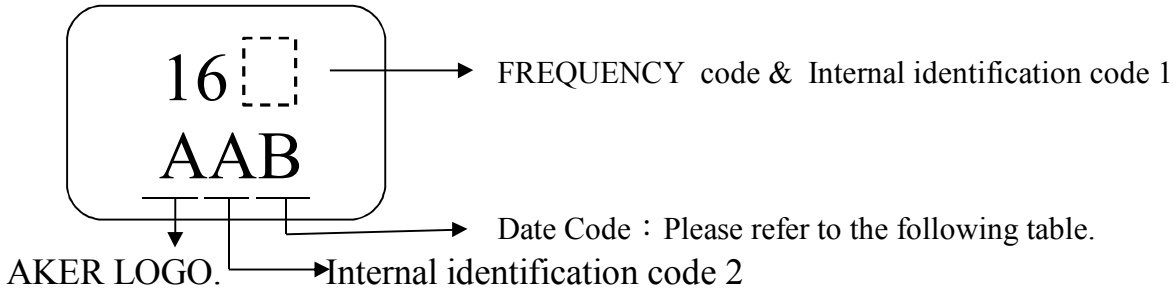 16 FREQUENCY code & Internal identification code 1
AAB
Date Code：Please refer to the following table.
AKER LOGO. Internal identification code 2